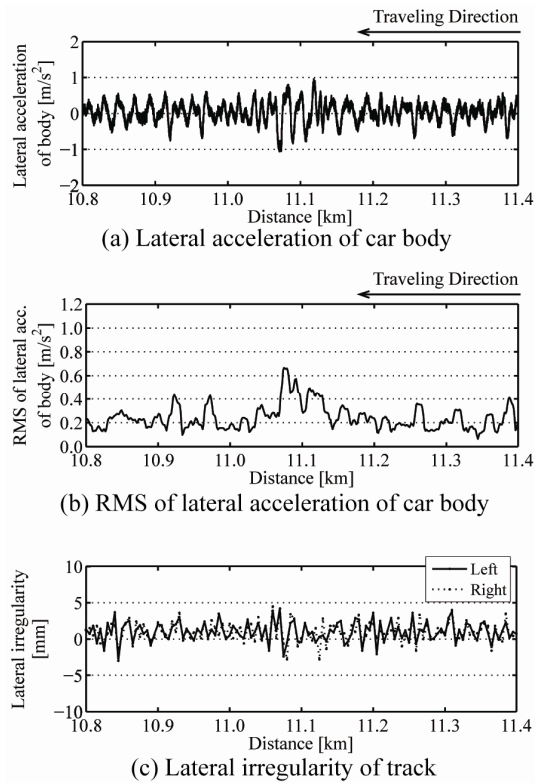 Traveling Direction
Lateral acceleration
of body [m/s²]
2
1
0
−1
−2
10.8 10.9 11.0 11.1 11.2 11.3 11.4
Distance [km]
(a) Lateral acceleration of car body
Traveling Direction
RMS of lateral acc.
of body [m/s²]
1.2
1.0
0.8
0.6
0.4
0.2
0.0
10.8 10.9 11.0 11.1 11.2 11.3 11.4
Distance [km]
(b) RMS of lateral acceleration of car body
Lateral irregularity
[mm]
10
5
0
−5
−10
Left
Right
10.8 10.9 11.0 11.1 11.2 11.3 11.4
Distance [km]
(c) Lateral irregularity of track